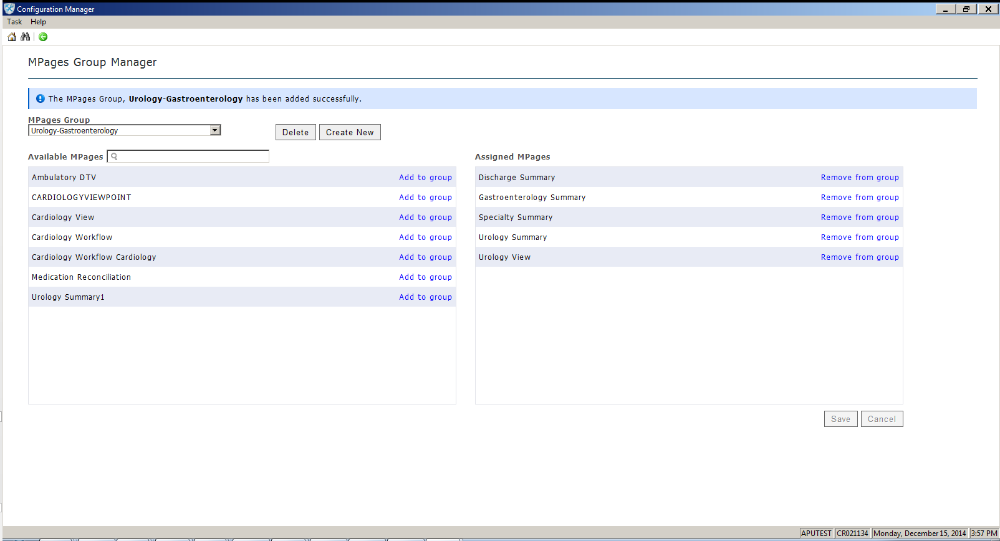 Configuration Manager
Task Help
MPages Group Manager
The MPages Group, Urology-Gastroenterology has been added successfully.
MPages Group
Urology-Gastroenterology
Delete Create New
Available MPages
Ambulatory DTV Add to group
CARDIOLOGYVIEWPOINT Add to group
Cardiology View Add to group
Cardiology Workflow Add to group
Cardiology Workflow Cardiology Add to group
Medication Reconciliation Add to group
Urology Summary1 Add to group
Assigned MPages
Discharge Summary Remove from group
Gastroenterology Summary Remove from group
Specialty Summary Remove from group
Urology Summary Remove from group
Urology View Remove from group
Save Cancel
APUTEST CR021134 Monday, December 15, 2014 3:57 PM